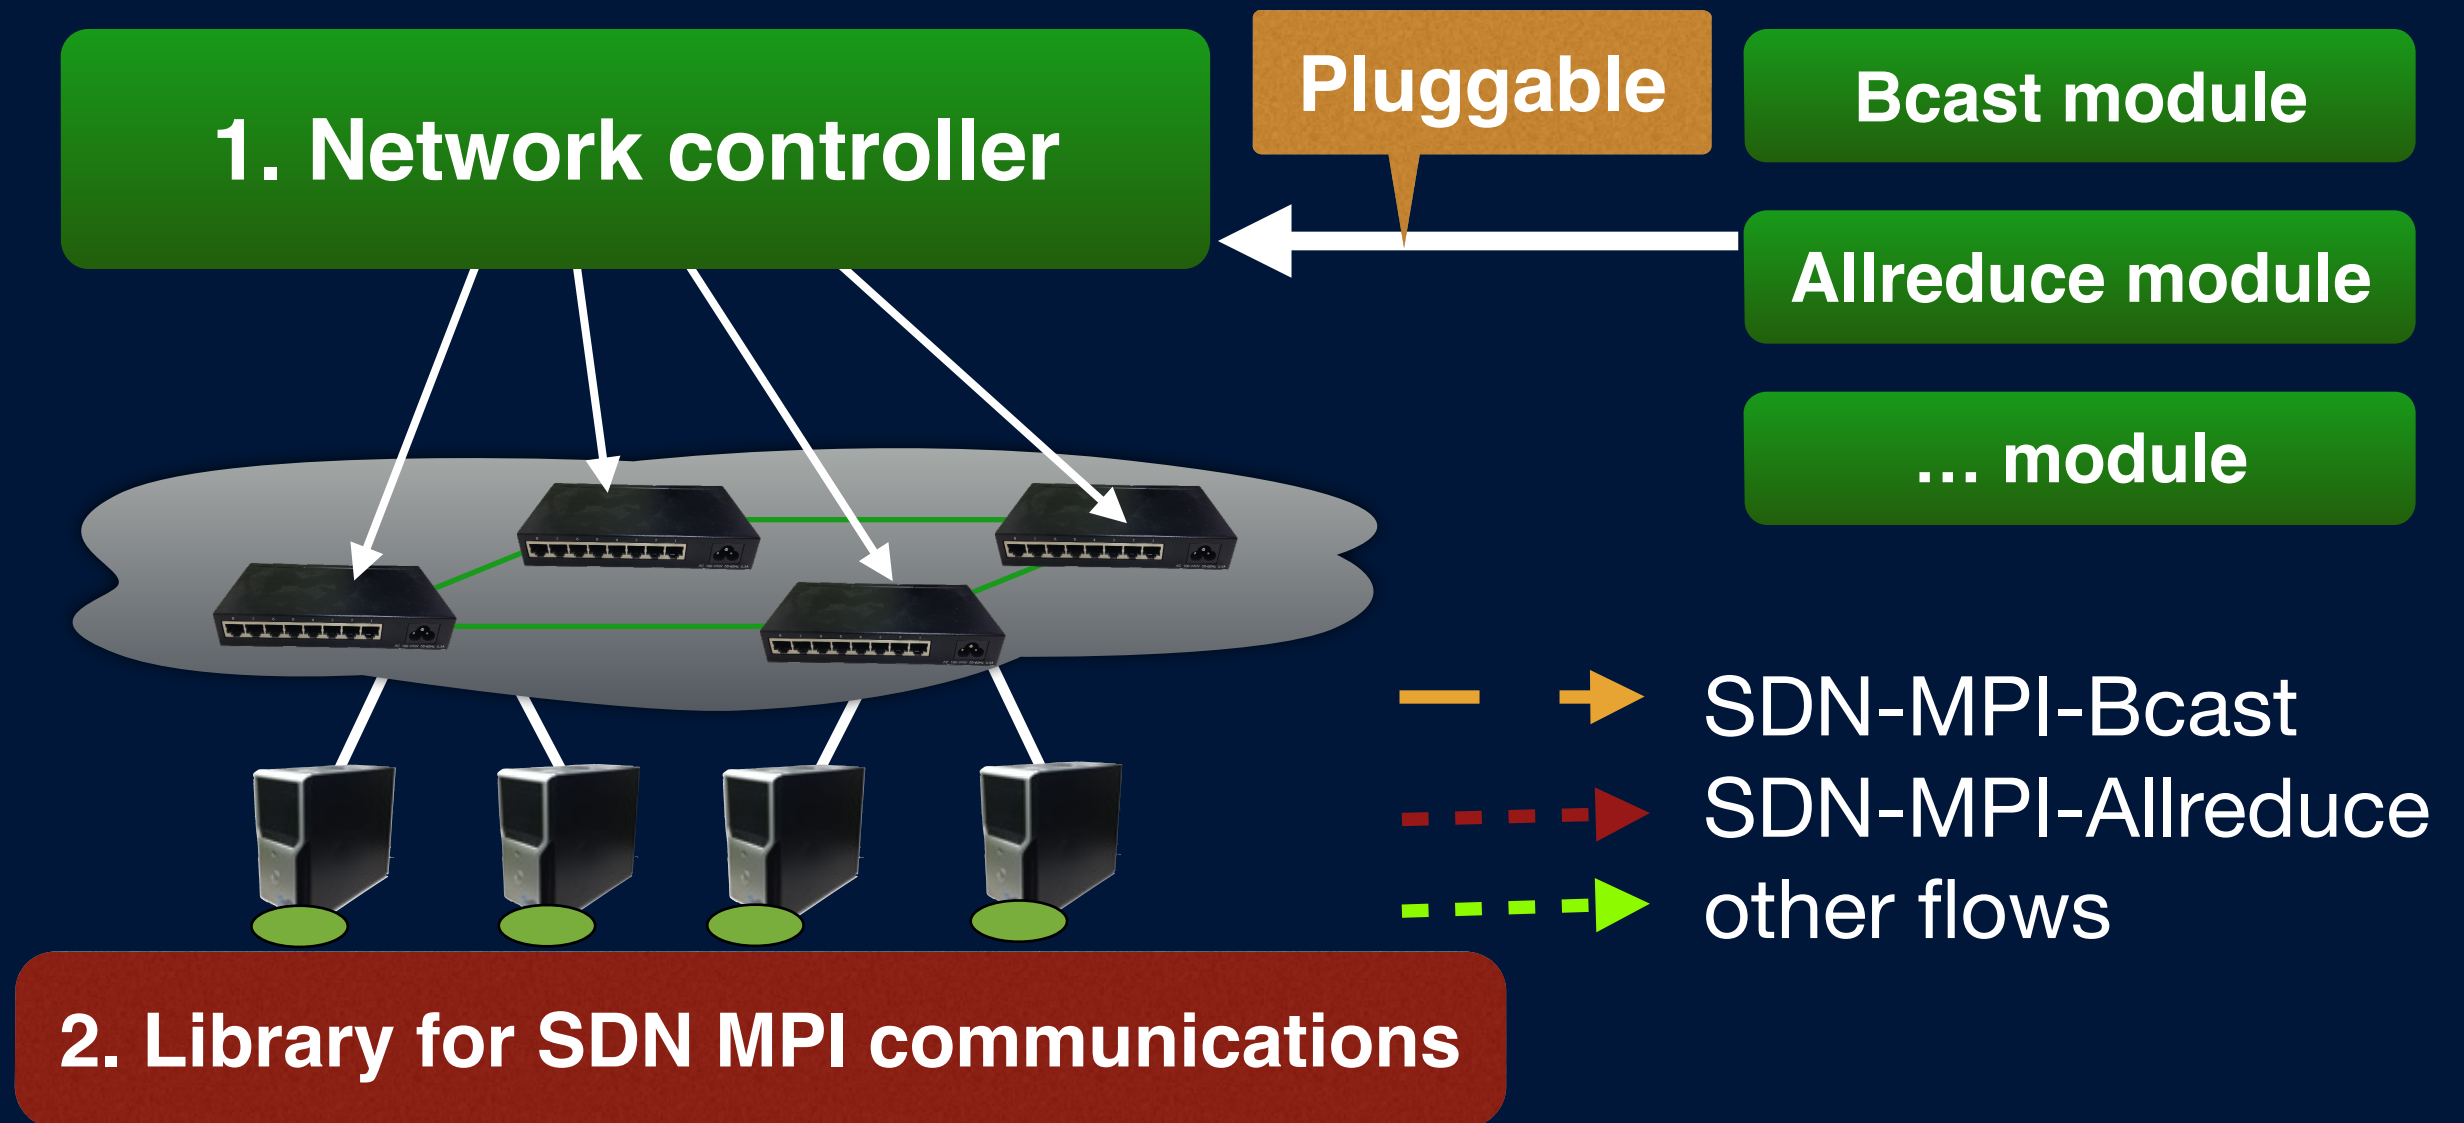 1. Network controller
Pluggable
Bcast module
Allreduce module
… module
SDN-MPI-Bcast
SDN-MPI-Allreduce
other flows
2. Library for SDN MPI communications